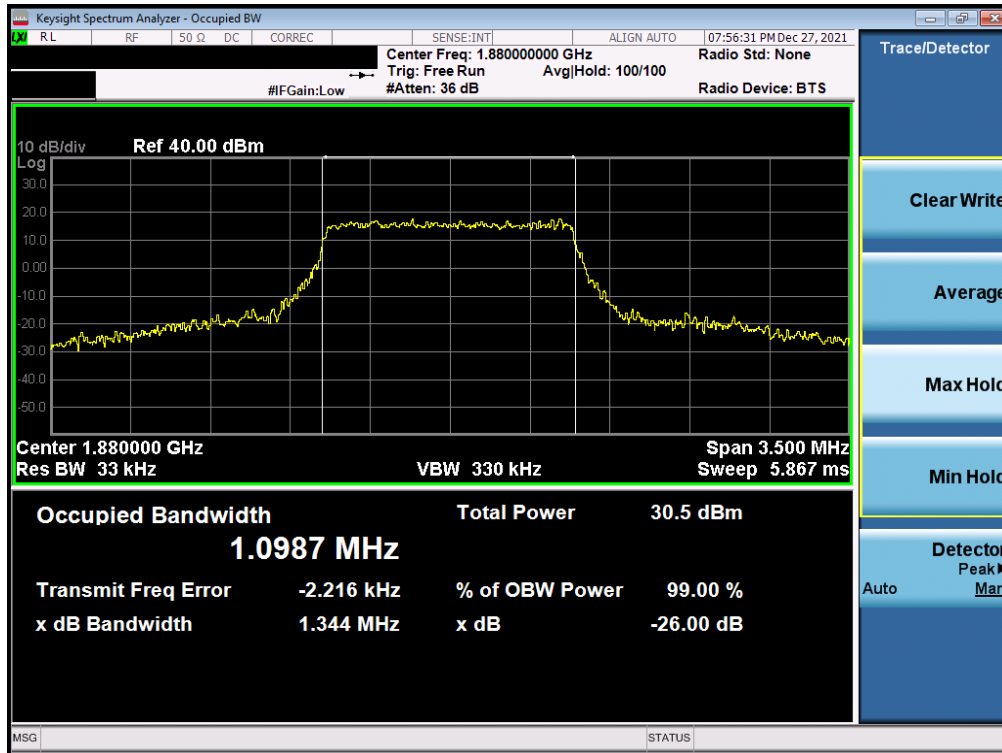 Keysight Spectrum Analyzer - Occupied BW
LXI RL RF 50 Ω DC CORREC SENSE:INT ALIGN AUTO 07:56:31 PM Dec 27, 2021
Center Freq: 1.880000000 GHz Radio Std: None
Trig: Free Run Avg|Hold: 100/100
#IFGain:Low #Atten: 36 dB Radio Device: BTS
10 dB/div Ref 40.00 dBm
Log
30.0
20.0
10.0
0.00
-10.0
-20.0
-30.0
-40.0
-50.0
Center 1.880000 GHz Span 3.500 MHz
Res BW 33 kHz VBW 330 kHz Sweep 5.867 ms
Occupied Bandwidth Total Power 30.5 dBm
1.0987 MHz
Transmit Freq Error -2.216 kHz % of OBW Power 99.00 %
x dB Bandwidth 1.344 MHz x dB -26.00 dB
MSG STATUS
Trace/Detector
Clear Write
Average
Max Hold
Min Hold
Detector
Peak
Auto Man